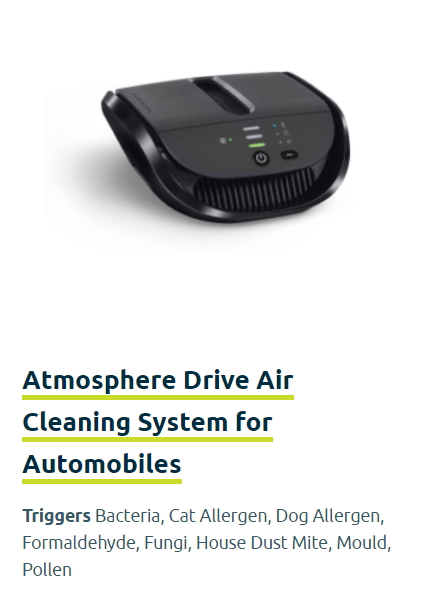 Atmosphere Drive Air
Cleaning System for
Automobiles
Triggers Bacteria, Cat Allergen, Dog Allergen,
Formaldehyde, Fungi, House Dust Mite, Mould,
Pollen